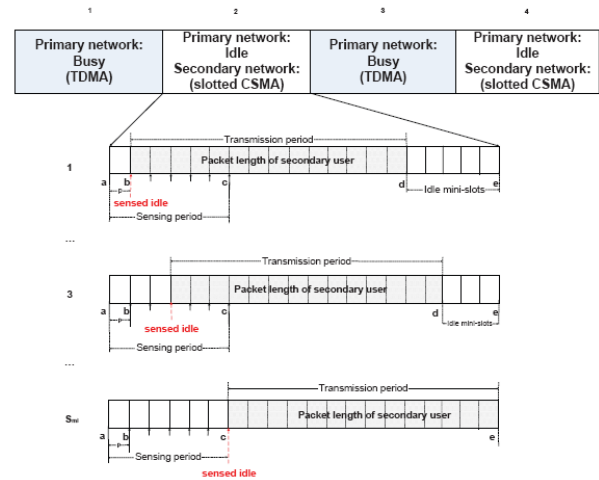 1 2 3 4
Primary network:
Busy
(TDMA)
Primary network:
Idle
Secondary network:
(slotted CSMA)
Primary network:
Busy
(TDMA)
Primary network:
Idle
Secondary network:
(slotted CSMA)
Transmission period
1
Packet length of secondary user
a b c d e
p
Idle mini-slots
sensed idle
Sensing period
...
Transmission period
3
Packet length of secondary user
a b c d e
p
Idle mini-slots
sensed idle
Sensing period
...
Transmission period
Smi
Packet length of secondary user
a b c e
p
Sensing period
sensed idle